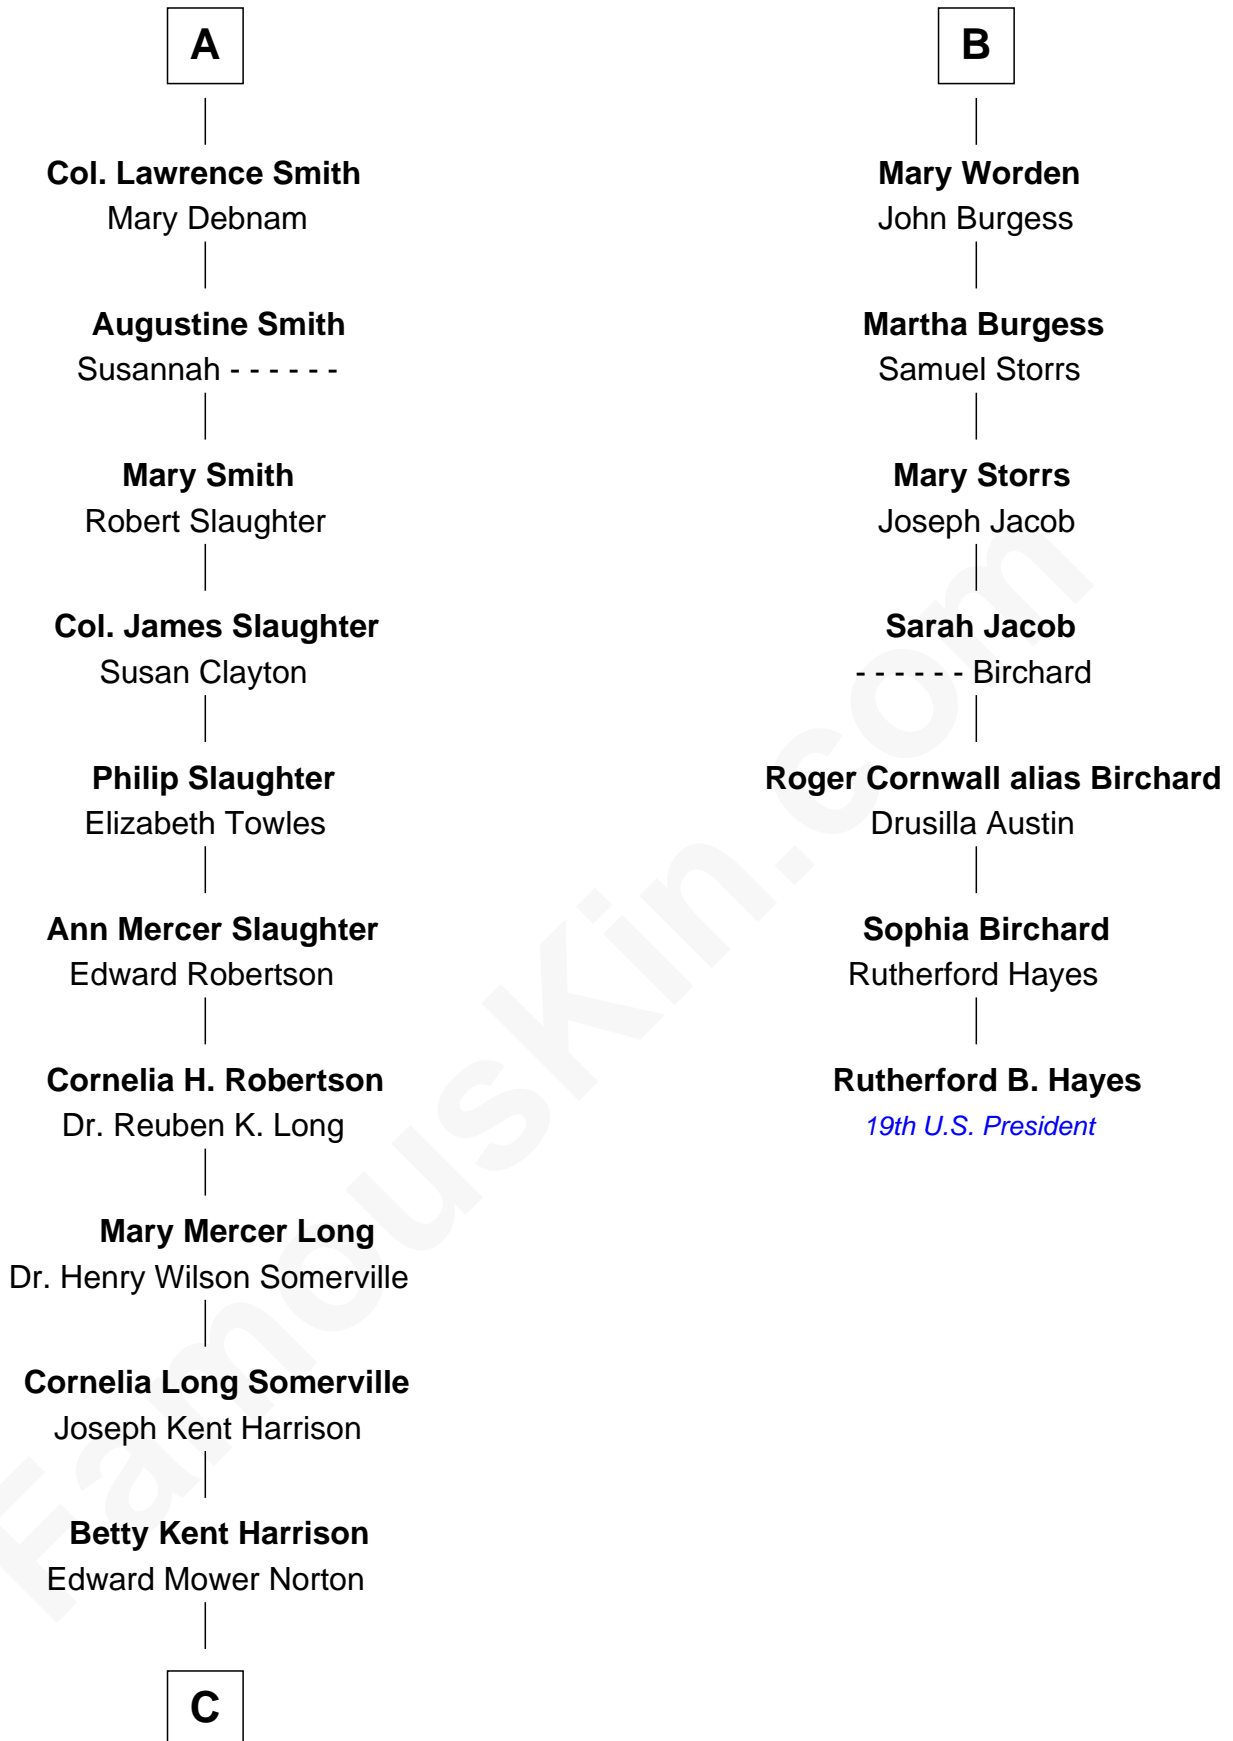 A
Col. Lawrence Smith
Mary Debnam
Augustine Smith
Susannah - - - - - -
Mary Smith
Robert Slaughter
Col. James Slaughter
Susan Clayton
Philip Slaughter
Elizabeth Towles
Ann Mercer Slaughter
Edward Robertson
Cornelia H. Robertson
Dr. Reuben K. Long
Mary Mercer Long
Dr. Henry Wilson Somerville
Cornelia Long Somerville
Joseph Kent Harrison
Betty Kent Harrison
Edward Mower Norton
C
B
Mary Worden
John Burgess
Martha Burgess
Samuel Storrs
Mary Storrs
Joseph Jacob
Sarah Jacob
- - - - - - Birchard
Roger Cornwall alias Birchard
Drusilla Austin
Sophia Birchard
Rutherford Hayes
Rutherford B. Hayes
19th U.S. President
FamousKin.com